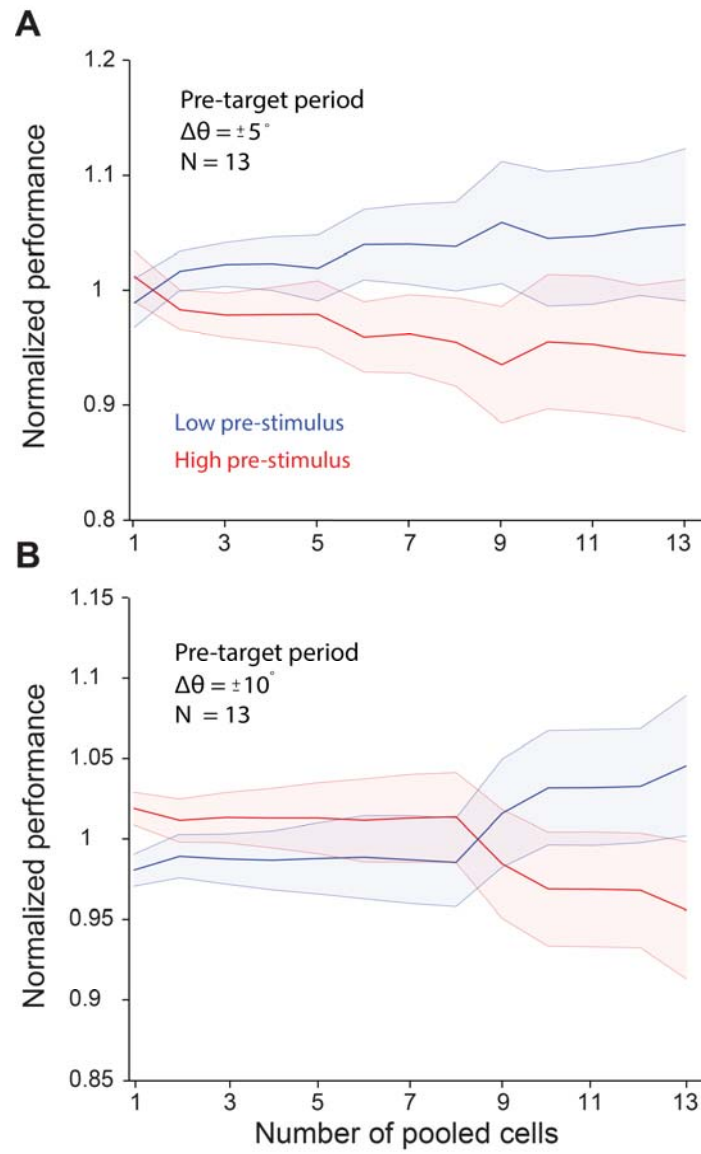 A
1.2
1.1
1
0.9
0.8
Normalized performance
Pre-target period
Δθ = ±5°
N = 13
Low pre-stimulus
High pre-stimulus
1 3 5 7 9 11 13
B
1.15
1.1
1.05
1
0.95
0.9
0.85
Normalized performance
Pre-target period
Δθ = ±10°
N = 13
1 3 5 7 9 11 13
Number of pooled cells